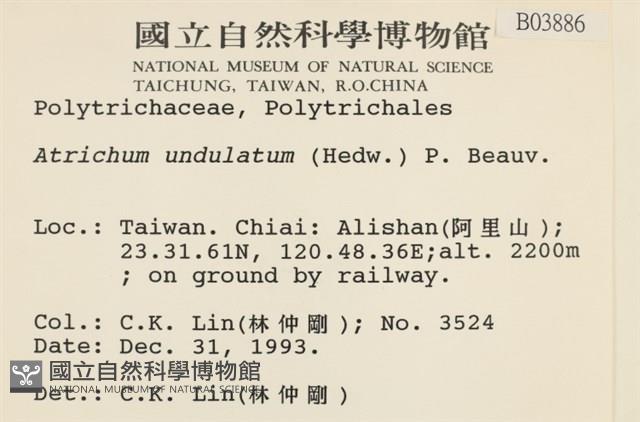 國立自然科學博物館
B03886
NATIONAL MUSEUM OF NATURAL SCIENCE
TAICHUNG, TAIWAN, R.O.CHINA
Polytrichaceae, Polytrichales
Atrichum undulatum (Hedw.) P. Beauv.
Loc.: Taiwan. Chiai: Alishan(阿里山);
23.31.61N, 120.48.36E;alt. 2200m
; on ground by railway.
Col.: C.K. Lin(林仲剛); No. 3524
Date: Dec. 31, 1993.
國立自然科學博物館
NATIONAL MUSEUM OF NATURAL SCIENCE
Det.: C.K. Lin(林仲剛)